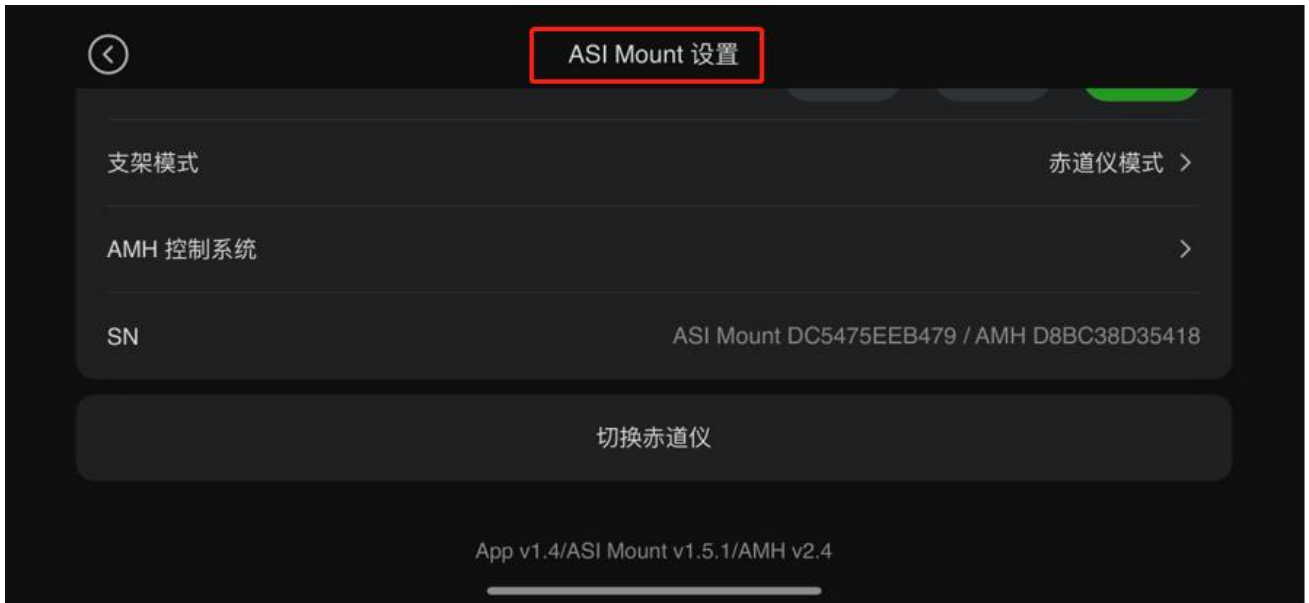 ASI Mount 设置
支架模式 赤道仪模式
AMH 控制系统
SN ASI Mount DC5475EEB479 / AMH D8BC38D35418
切换赤道仪
App v1.4/ASI Mount v1.5.1/AMH v2.4